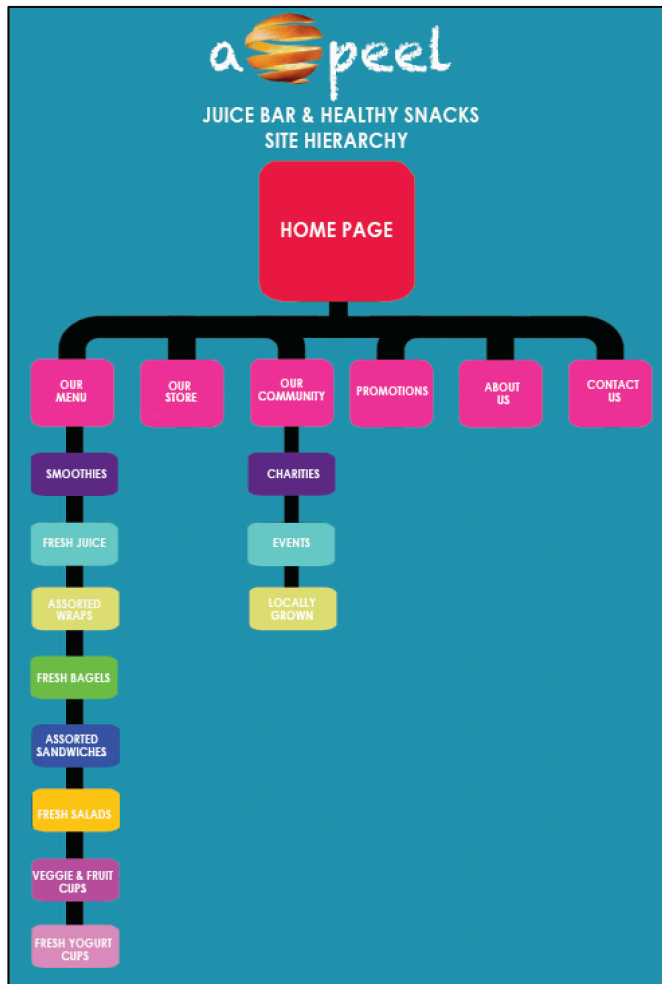 a peel
JUICE BAR & HEALTHY SNACKS
SITE HIERARCHY
HOME PAGE
OUR
MENU
OUR
STORE
OUR
COMMUNITY
PROMOTIONS
ABOUT
US
CONTACT
US
SMOOTHIES
CHARITIES
FRESH JUICE
EVENTS
ASSORTED
WRAPS
LOCALLY
GROWN
FRESH BAGELS
ASSORTED
SANDWICHES
FRESH SALADS
VEGGIE & FRUIT
CUPS
FRESH YOGURT
CUPS